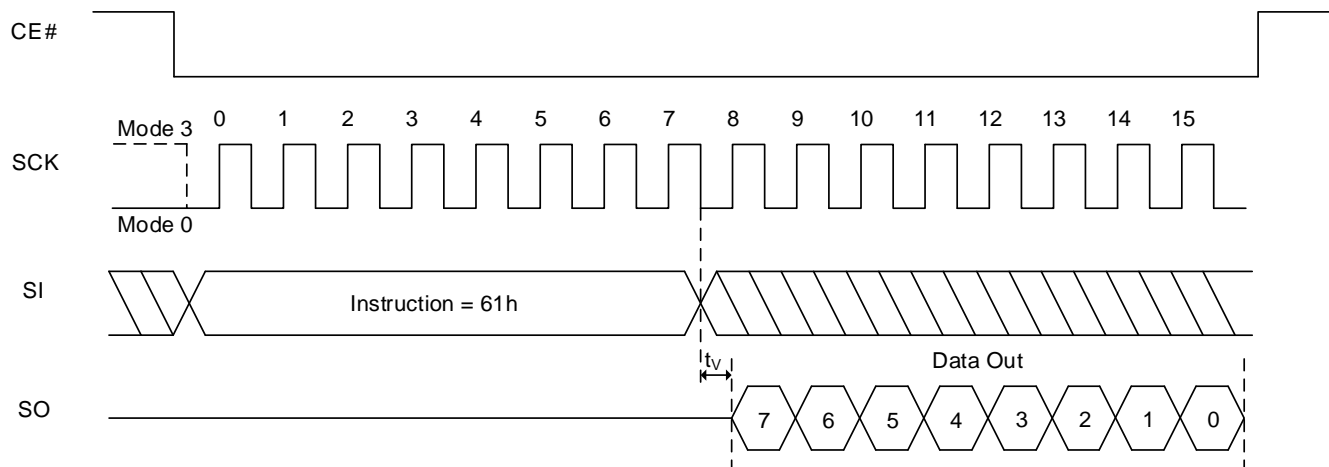 CE#
Mode 3
0 1 2 3 4 5 6 7 8 9 10 11 12 13 14 15
SCK
Mode 0
SI
Instruction = 61h
tV
Data Out
SO
7 6 5 4 3 2 1 0